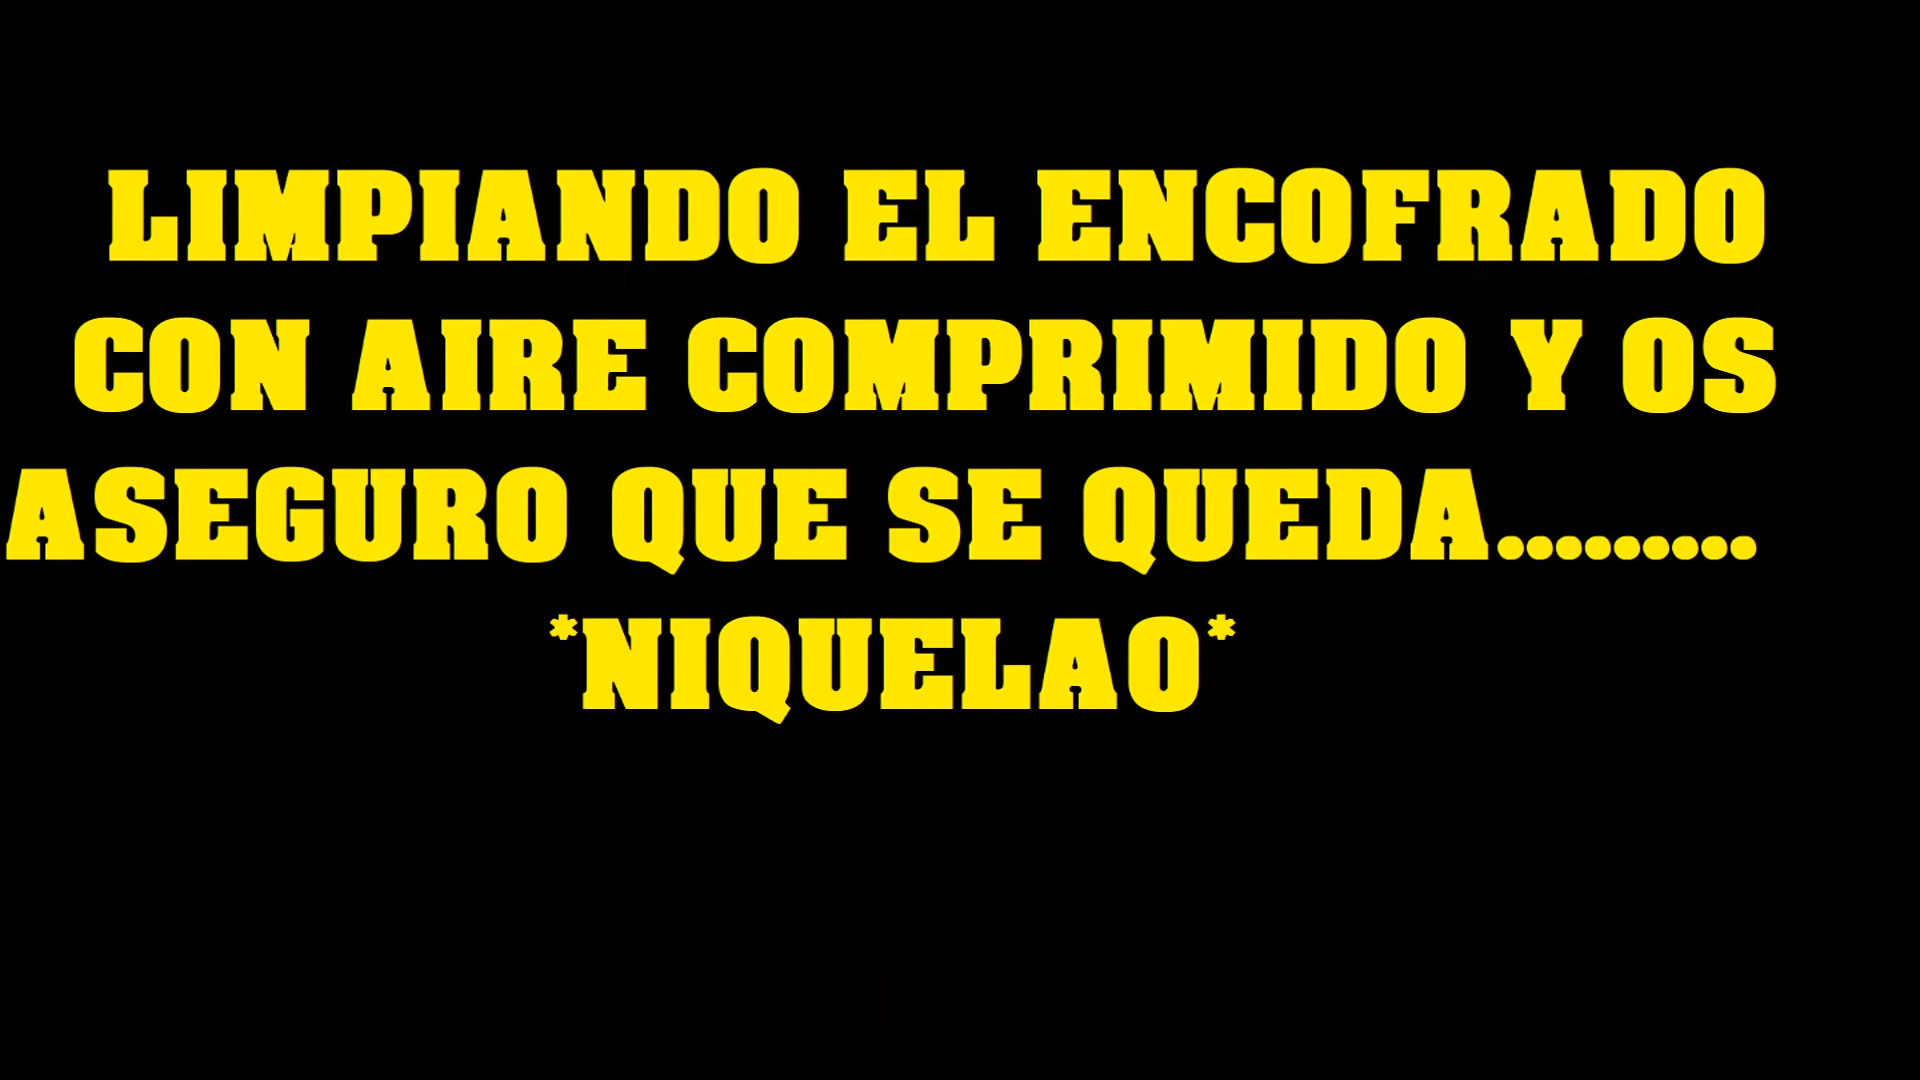 LIMPIANDO EL ENCOFRADO
CON AIRE COMPRIMIDO Y OS
ASEGURO QUE SE QUEDA.........
*NIQUELAO*